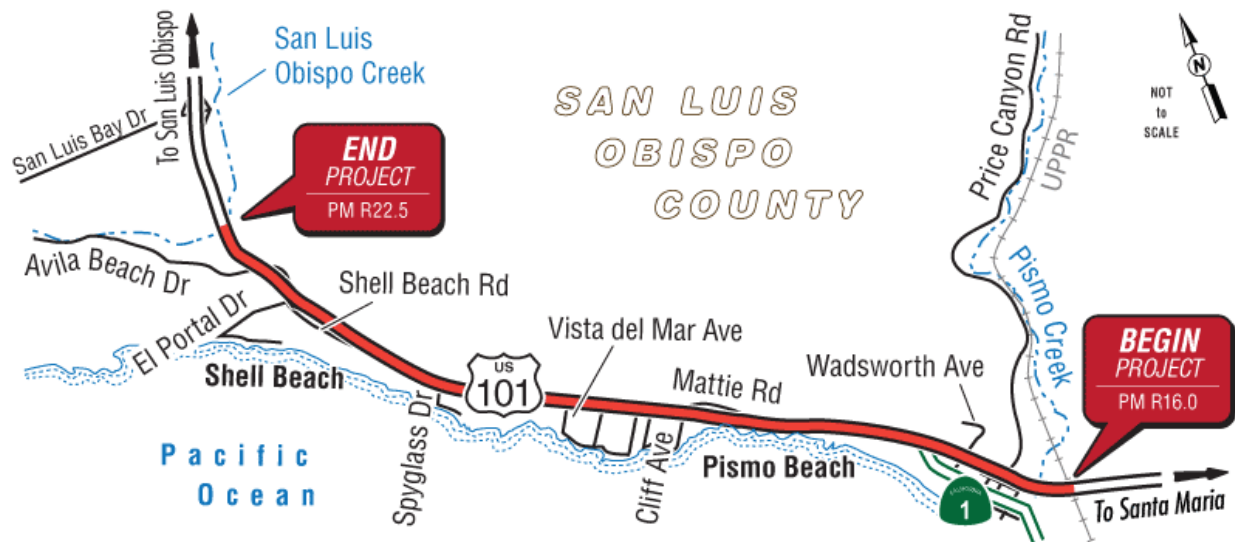 To San Luis Obispo
San Luis
Obispo Creek
San Luis Bay Dr
END
PROJECT
PM R22.5
SAN LUIS
OBISPO
COUNTY
Price Canyon Rd
UPPR
N
NOT
to
SCALE
Avila Beach Dr
El Portal Dr
Shell Beach Rd
Shell Beach
Vista del Mar Ave
US
101
Mattie Rd
Wadsworth Ave
Pismo Creek
BEGIN
PROJECT
PM R16.0
Pacific
Ocean
Spyglass Dr
Cliff Ave
Pismo Beach
CALIFORNIA
1
To Santa Maria